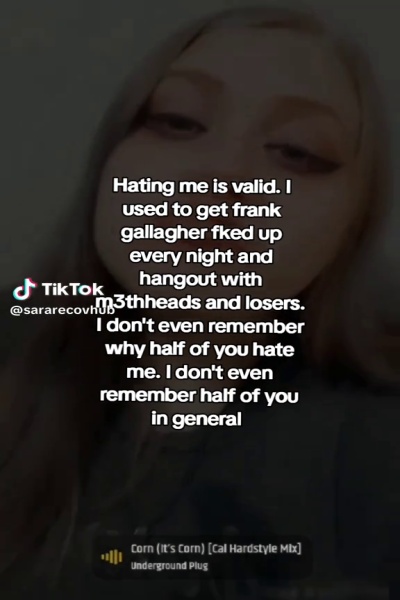 Hating me is valid. I
used to get frank
gallagher fked up
every night and
hangout with
m3thheads and losers.
I don't even remember
why half of you hate
me. I don't even
remember half of you
in general
TikTok
@sararecovhub
Corn (It's Corn) [Cal Hardstyle Mix]
Underground Plug